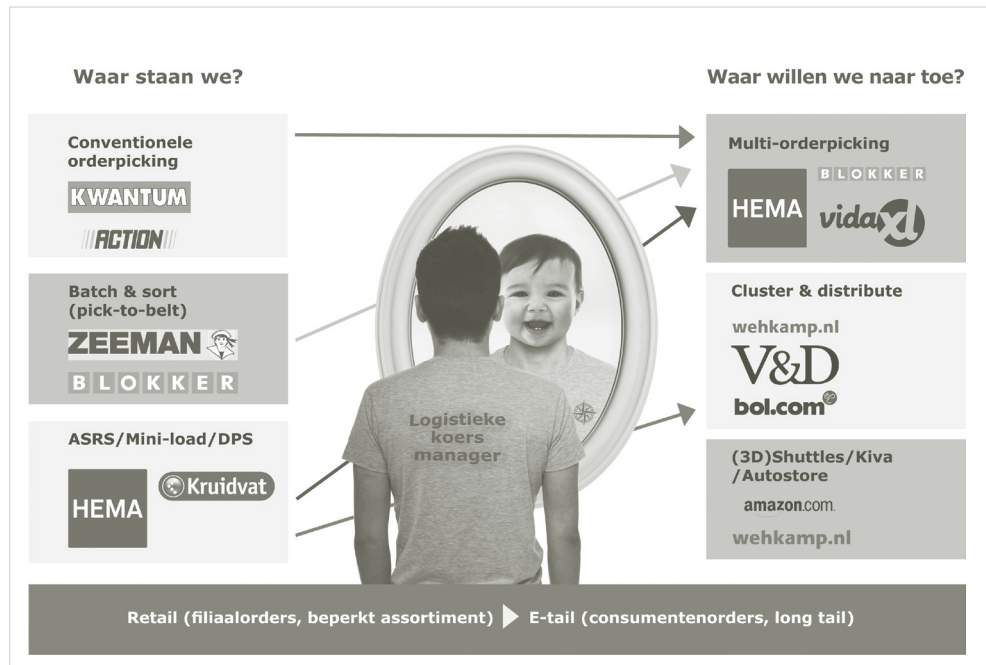 Waar staan we?
Waar willen we naar toe?
Conventionele
orderpicking
KWANTUM
ACTION
Batch & sort
(pick-to-belt)
ZEEMAN
BLOKKER
ASRS/Mini-load/DPS
HEMA
Kruidvat
Logistieke
koers
manager
Multi-orderpicking
BLOKKER
HEMA
vidaXL
Cluster & distribute
wehkamp.nl
V&D
bol.com
(3D)Shuttles/Kiva
/Autostore
amazon.com.
wehkamp.nl
Retail (filiaalorders, beperkt assortiment) E-tail (consumentenorders, long tail)